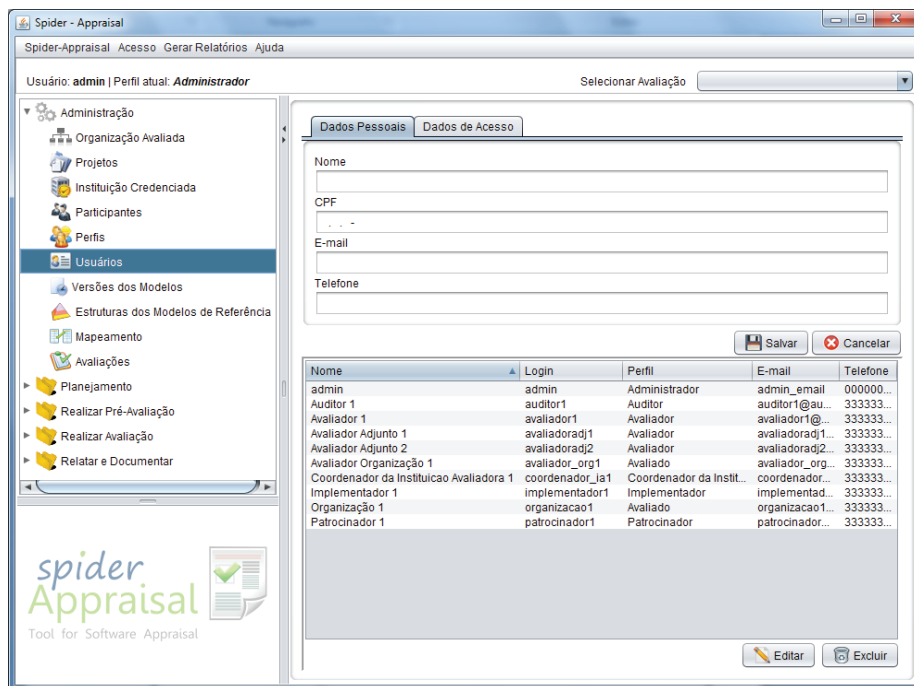 Spider - Appraisal
Spider-Appraisal Acesso Gerar Relatórios Ajuda
Usuário: admin | Perfil atual: Administrador
Selecionar Avaliação
Administração
Organização Avaliada
Projetos
Instituição Credenciada
Participantes
Perfis
Usuários
Versões dos Modelos
Estruturas dos Modelos de Referência
Mapeamento
Avaliações
Planejamento
Realizar Pré-Avaliação
Realizar Avaliação
Relatar e Documentar
spider
Appraisal
Tool for Software Appraisal
Dados Pessoais Dados de Acesso
Nome
CPF
. . -
E-mail
Telefone
Salvar Cancelar
Nome Login Perfil E-mail Telefone
admin admin Administrador admin_email 000000...
Auditor 1 auditor1 Auditor auditor1@au... 333333...
Avaliador 1 avaliador1 Avaliador avaliador1@... 333333...
Avaliador Adjunto 1 avaliadoradj1 Avaliador avaliadoradj1... 333333...
Avaliador Adjunto 2 avaliadoradj2 Avaliador avaliadoradj2... 333333...
Avaliador Organização 1 avaliador_org1 Avaliado avaliador_org... 333333...
Coordenador da Instituicao Avaliadora 1 coordenador_ia1 Coordenador da Instit... coordenador... 333333...
Implementador 1 implementador1 Implementador implementad... 333333...
Organização 1 organizacao1 Avaliado organizacao1... 333333...
Patrocinador 1 patrocinador1 Patrocinador patrocinador... 333333...
Editar Excluir